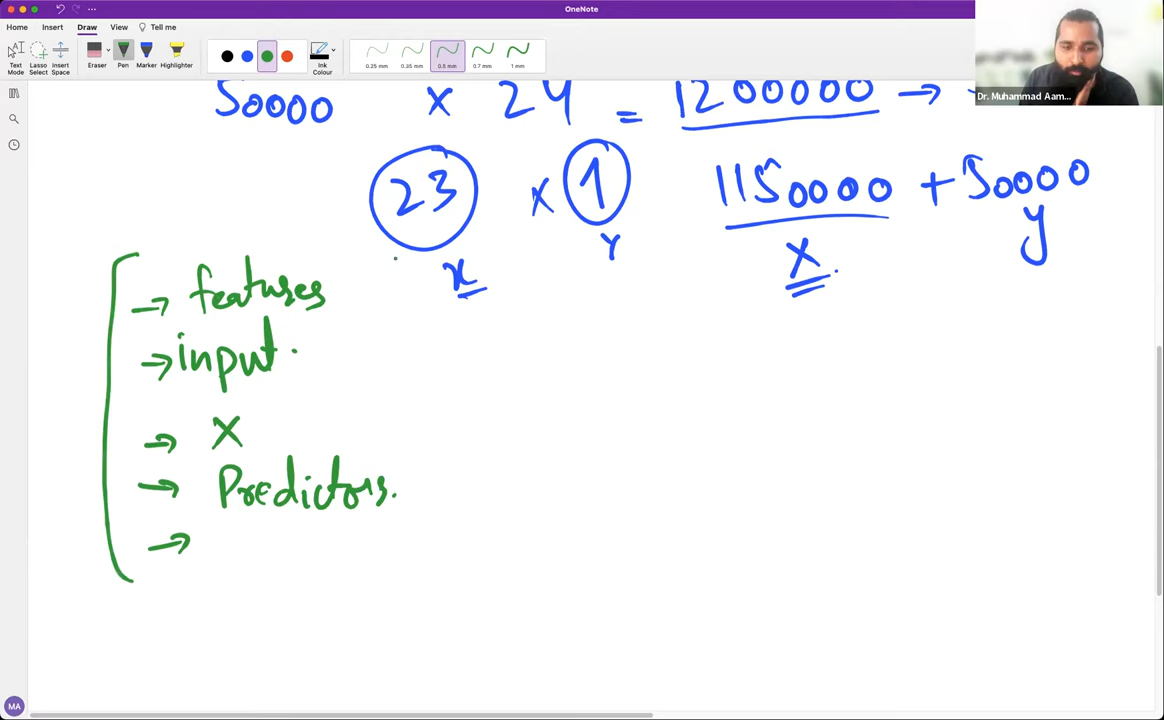 OneNote
Home Insert Draw View Tell me
Text Mode Lasso Select Insert Space Eraser Pen Marker Highlighter Ink Colour 0.25 mm 0.35 mm 0.5 mm 0.7 mm 1 mm
Dr. Muhammad Aam...
50000 x 24 = 1200000 →
23 x 1 1150000 + 50000
x Y X y
→ features
→ input.
→ X
→ Predictors.
→
MA